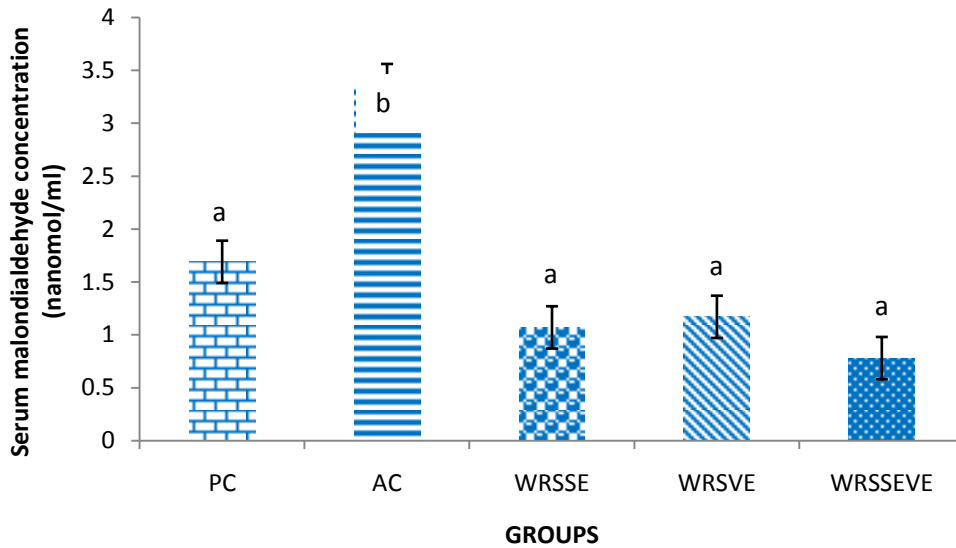 Serum malondialdehyde concentration
(nanomol/ml)
4
3.5
3
2.5
2
1.5
1
0.5
0
a
b
a
a
a
PC
AC
WRSSE
WRSVE
WRSSEVE
GROUPS